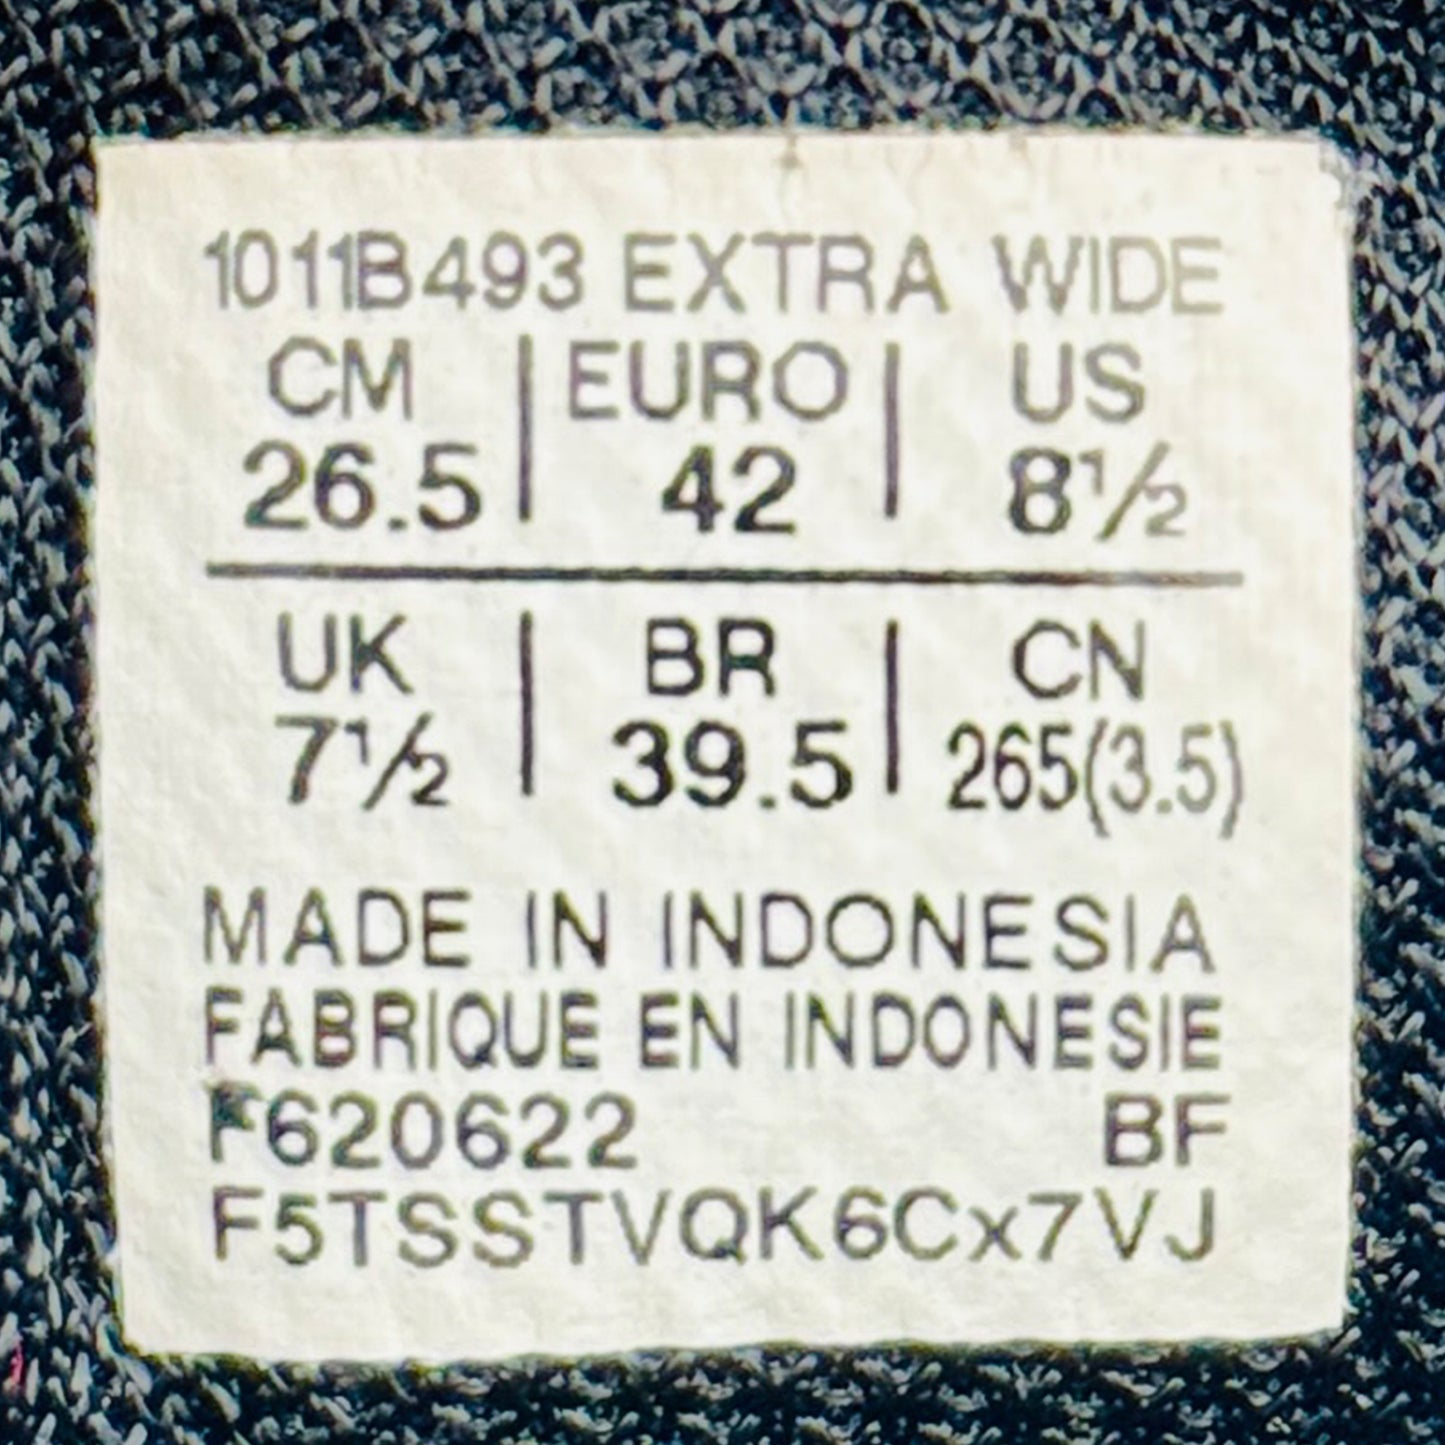 1011B493 EXTRA WIDE
CM | EURO | US
26.5 | 42 | 8½
UK | BR | CN
7½ | 39.5 | 265(3.5)
MADE IN INDONESIA
FABRIQUE EN INDONESIE
F620622 BF
F5TSSTVQK6Cx7VJ